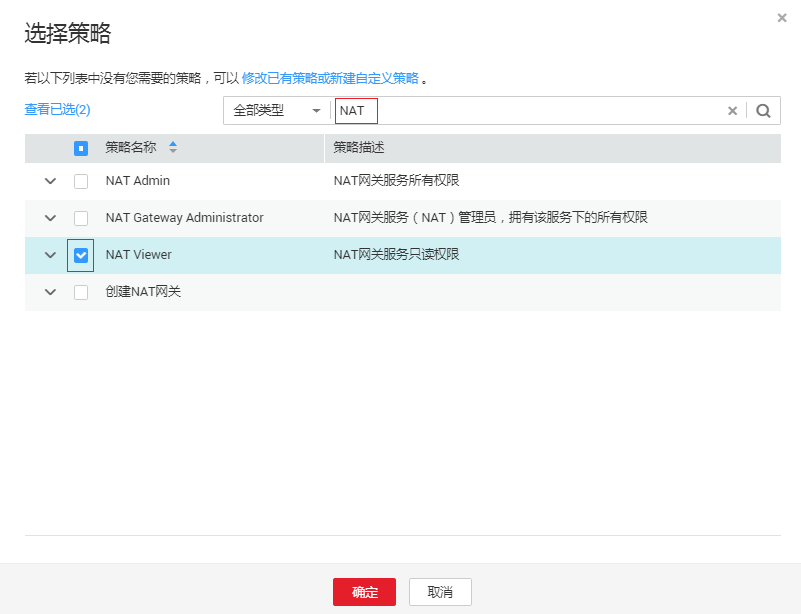 选择策略
若以下列表中没有您需要的策略，可以 修改已有策略或新建自定义策略 。
查看已选(2) 全部类型 NAT
策略名称 策略描述
NAT Admin NAT网关服务所有权限
NAT Gateway Administrator NAT网关服务（NAT）管理员，拥有该服务下的所有权限
NAT Viewer NAT网关服务只读权限
创建NAT网关
确定 取消